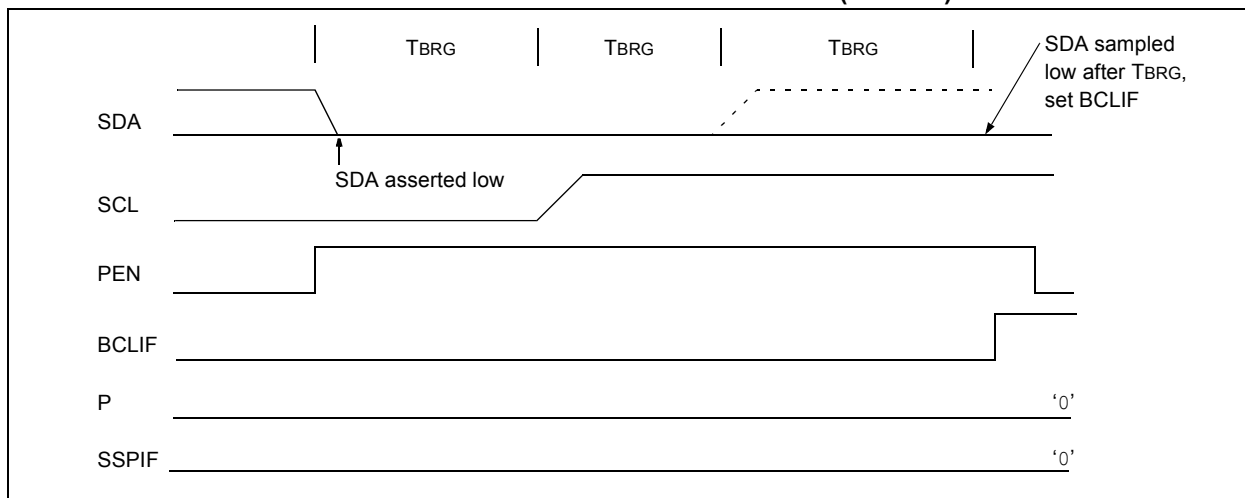 TBRG TBRG TBRG
SDA sampled
low after TBRG,
set BCLIF
SDA
SDA asserted low
SCL
PEN
BCLIF
P ‘0’
SSPIF ‘0’